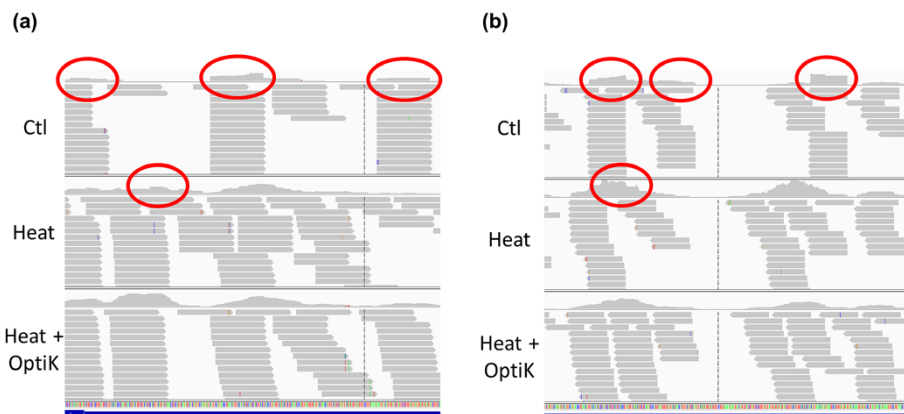 (a)
(b)
Ctl
Heat
Heat +
OptiK
Ctl
Heat
Heat +
OptiK